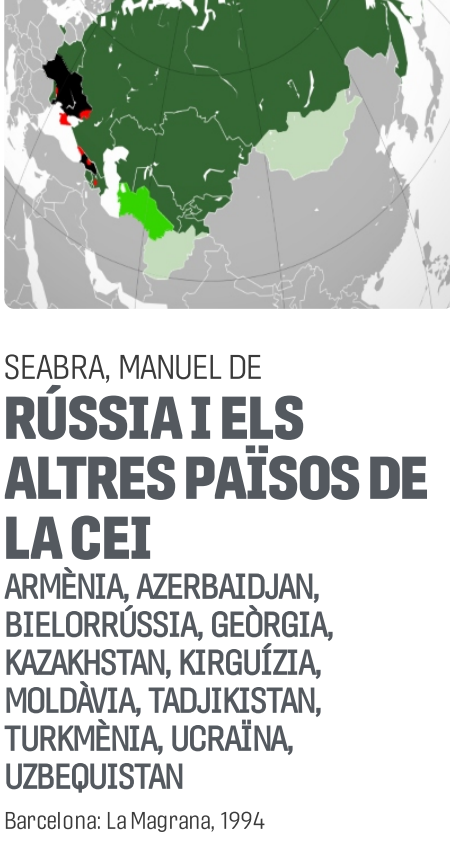 SEABRA, MANUEL DE
RÚSSIA I ELS
ALTRES PAÏSOS DE
LA CEI
ARMÈNIA, AZERBAIDJAN,
BIELORRÚSSIA, GEÒRGIA,
KAZAKHSTAN, KIRGUÍZIA,
MOLDÀVIA, TADJIKISTAN,
TURKMÈNIA, UCRAÏNA,
UZBEQUISTAN
Barcelona: La Magrana, 1994